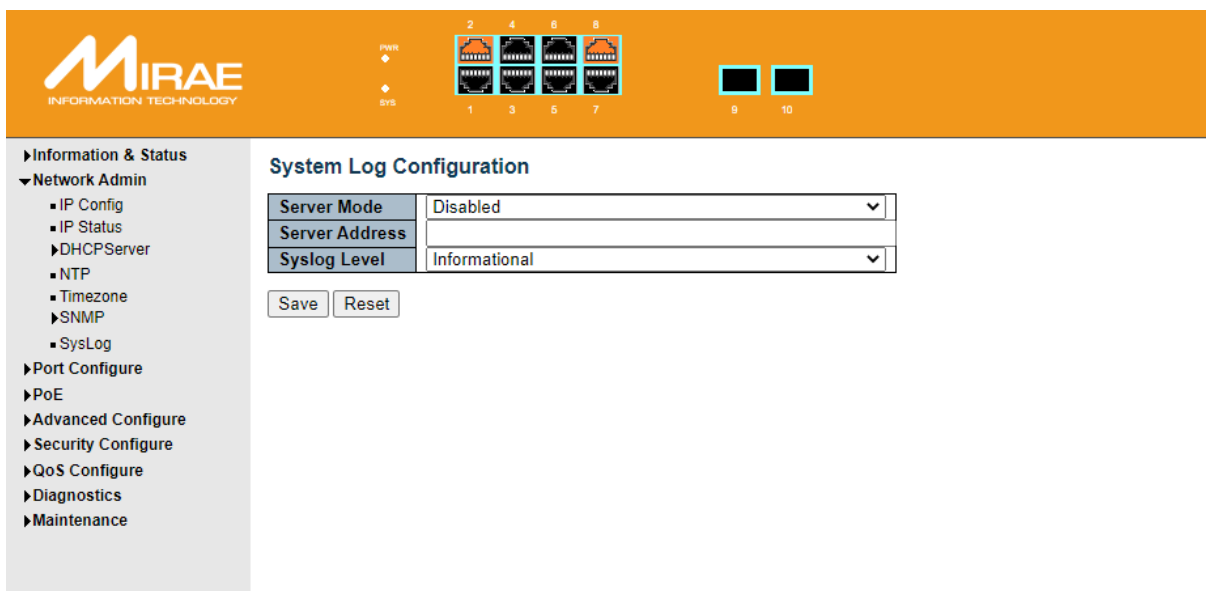 MIRAE
INFORMATION TECHNOLOGY
PWR
SYS
2 4 6 8
1 3 5 7
9 10
Information & Status
Network Admin
IP Config
IP Status
DHCPServer
NTP
Timezone
SNMP
SysLog
Port Configure
PoE
Advanced Configure
Security Configure
QoS Configure
Diagnostics
Maintenance
System Log Configuration
Server Mode Disabled
Server Address
Syslog Level Informational
Save Reset